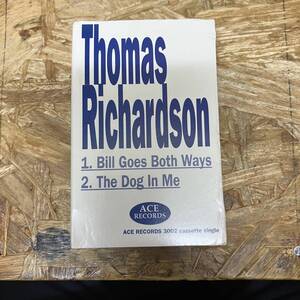 Thomas
Richardson
1. Bill Goes Both Ways
2. The Dog In Me
ACE
RECORDS
ACE RECORDS 3002 cassette single